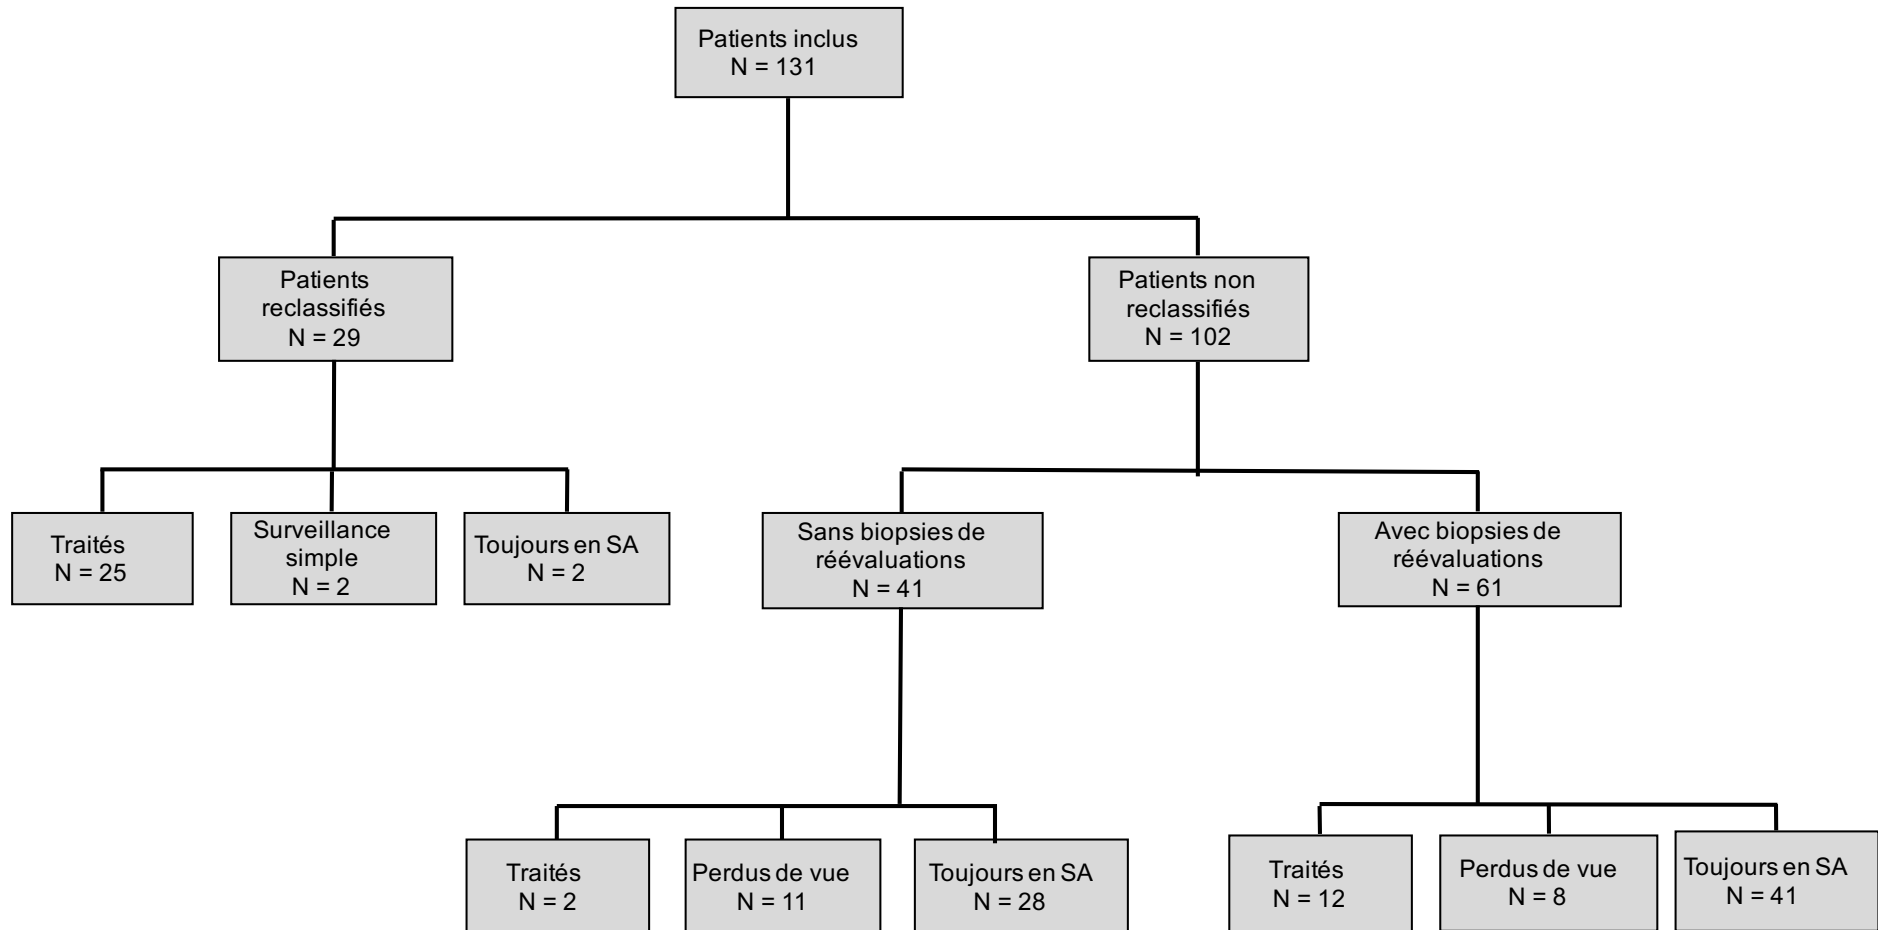 Patients inclus
N = 131
Patients
reclassifiés
N = 29
Patients non
reclassifiés
N = 102
Traités
N = 25
Surveillance
simple
N = 2
Toujours en SA
N = 2
Sans biopsies de
réévaluations
N = 41
Avec biopsies de
réévaluations
N = 61
Traités
N = 2
Perdus de vue
N = 11
Toujours en SA
N = 28
Traités
N = 12
Perdus de vue
N = 8
Toujours en SA
N = 41